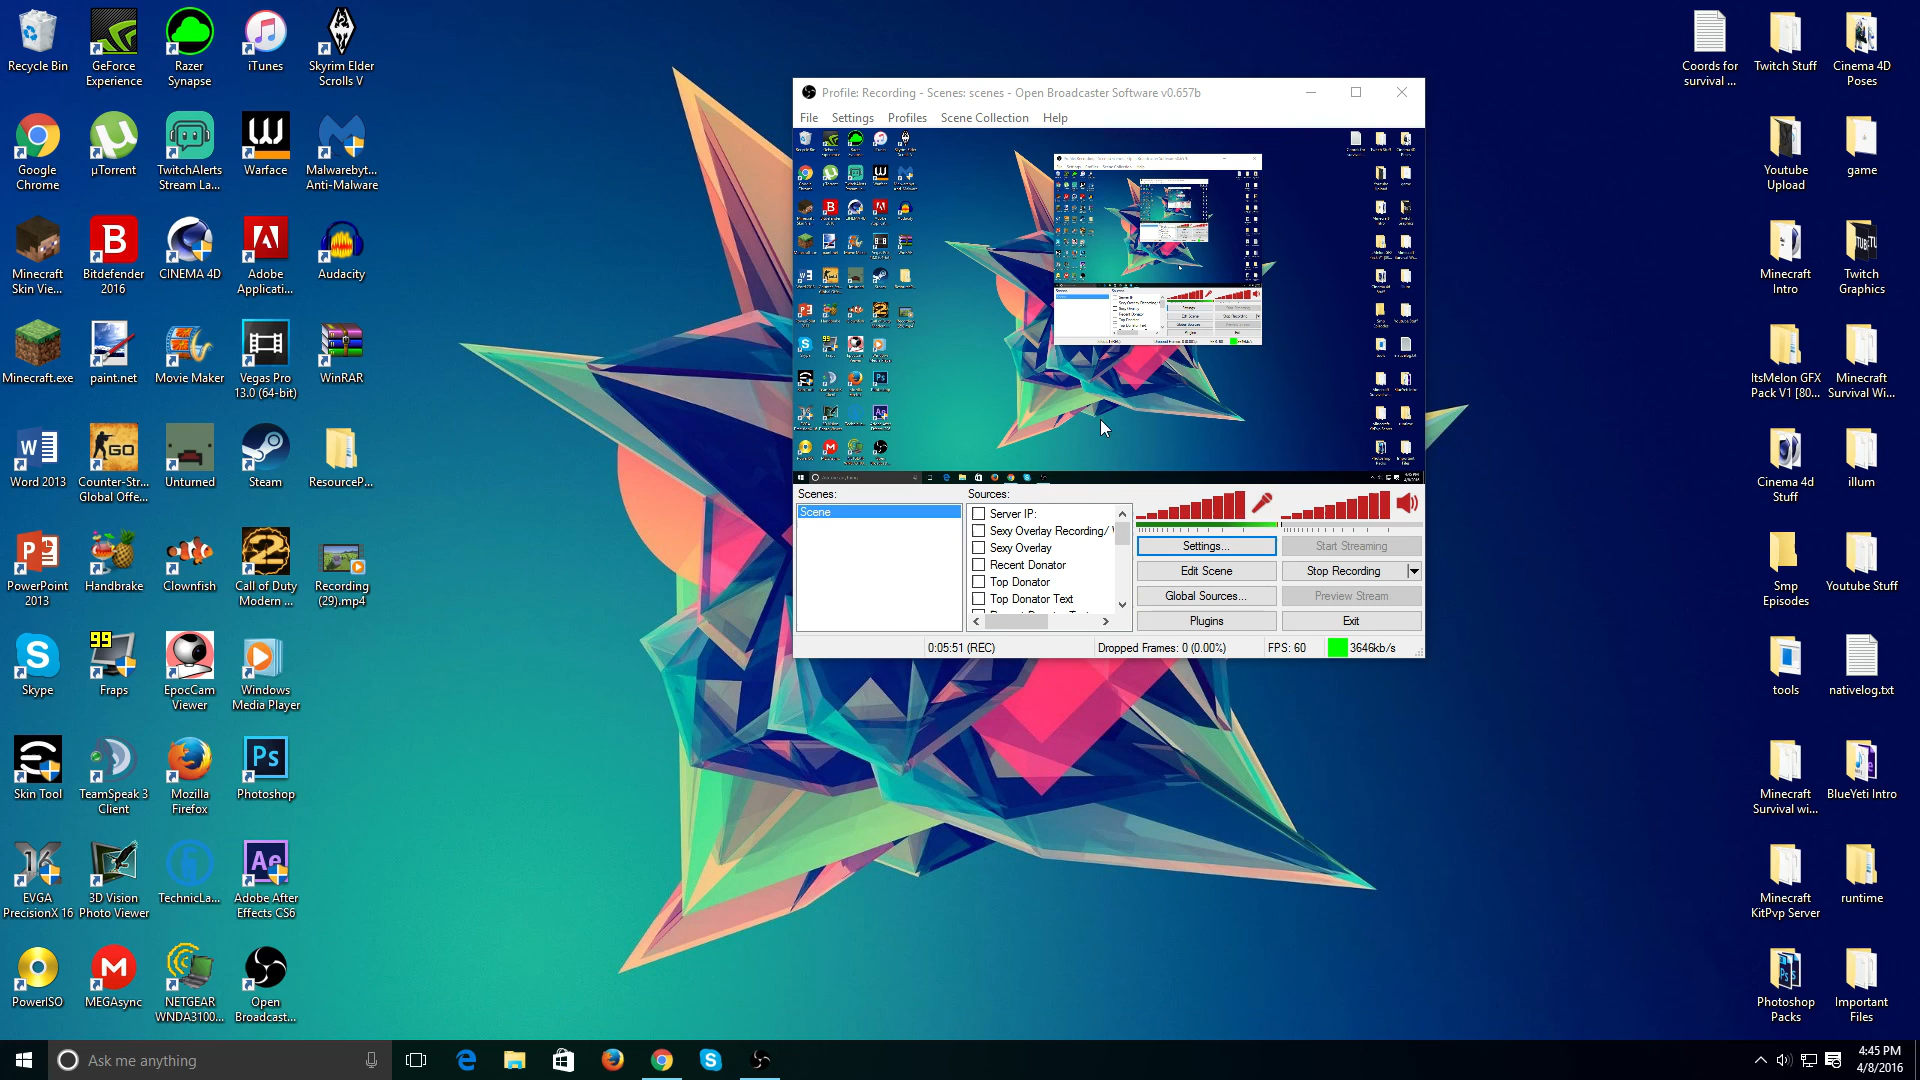 Recycle Bin
GeForce
Experience
Razer
Synapse
iTunes
Skyrim Elder
Scrolls V
Google
Chrome
µTorrent
TwitchAlerts
Stream La...
Warface
Malwarebyt...
Anti-Malware
Minecraft
Skin Vie...
Bitdefender
2016
CINEMA 4D
Adobe
Applicati...
Audacity
Minecraft.exe
paint.net
Movie Maker
Vegas Pro
13.0 (64-bit)
WinRAR
Word 2013
Counter-Str...
Global Offe...
Unturned
Steam
ResourceP...
PowerPoint
2013
Handbrake
Clownfish
Call of Duty
Modern ...
Recording
(29).mp4
Skype
99
Fraps
EpocCam
Viewer
Windows
Media Player
Skin Tool
TeamSpeak 3
Client
Mozilla
Firefox
Photoshop
EVGA
PrecisionX 16
3D Vision
Photo Viewer
TechnicLa...
Adobe After
Effects CS6
PowerISO
MEGAsync
NETGEAR
WNDA3100...
Open
Broadcast...
Profile: Recording - Scenes: scenes - Open Broadcaster Software v0.657b
File Settings Profiles Scene Collection Help
Scenes:
Scene
Sources:
Server IP:
Sexy Overlay Recording/
Sexy Overlay
Recent Donator
Top Donator
Top Donator Text
Settings...
Start Streaming
Edit Scene
Stop Recording
Global Sources...
Preview Stream
Plugins
Exit
0:05:51 (REC)
Dropped Frames: 0 (0.00%)
FPS: 60
3646kb/s
Coords for
survival ...
Twitch Stuff
Cinema 4D
Poses
Youtube
Upload
game
Minecraft
Intro
Twitch
Graphics
ItsMelon GFX
Pack V1 [80...
Minecraft
Survival Wi...
Cinema 4d
Stuff
illum
Smp
Episodes
Youtube Stuff
tools
nativelog.txt
Minecraft
Survival wi...
BlueYeti Intro
Minecraft
KitPvp Server
runtime
Photoshop
Packs
Important
Files
Ask me anything
4:45 PM
4/8/2016